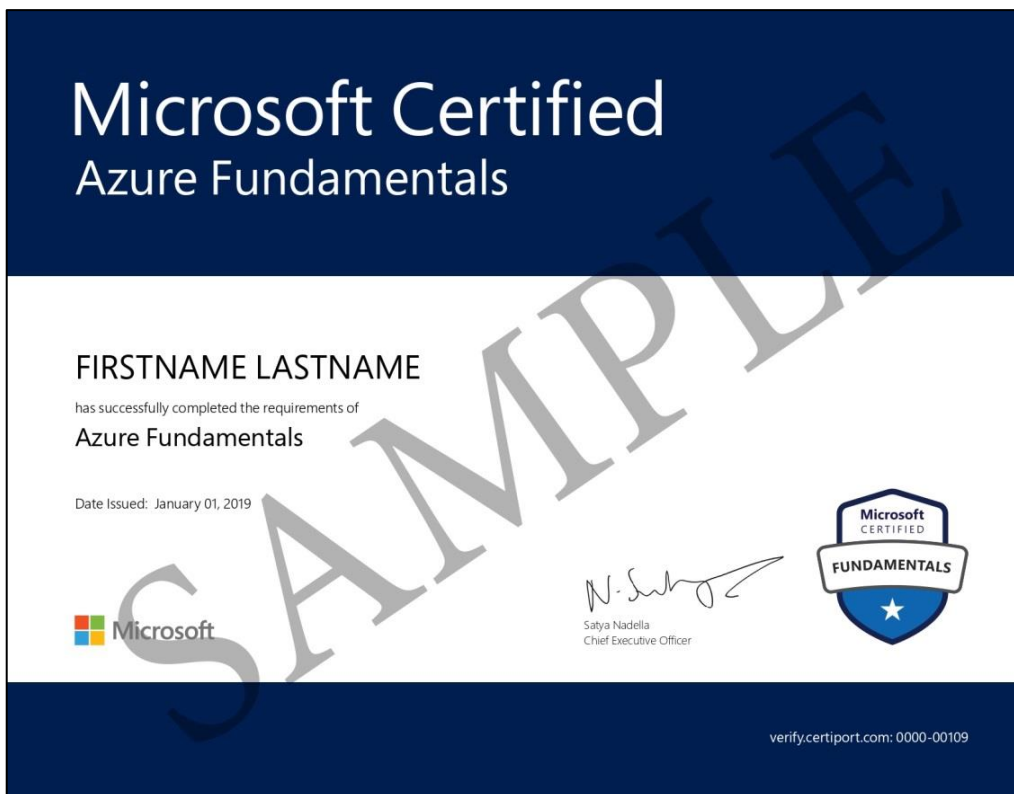 Microsoft Certified
Azure Fundamentals
FIRSTNAME LASTNAME
has successfully completed the requirements of
Azure Fundamentals
Date Issued: January 01, 2019
SAMPLE
Microsoft
N. Satya
Satya Nadella
Chief Executive Officer
Microsoft
CERTIFIED
FUNDAMENTALS
verify.certiport.com: 0000-00109